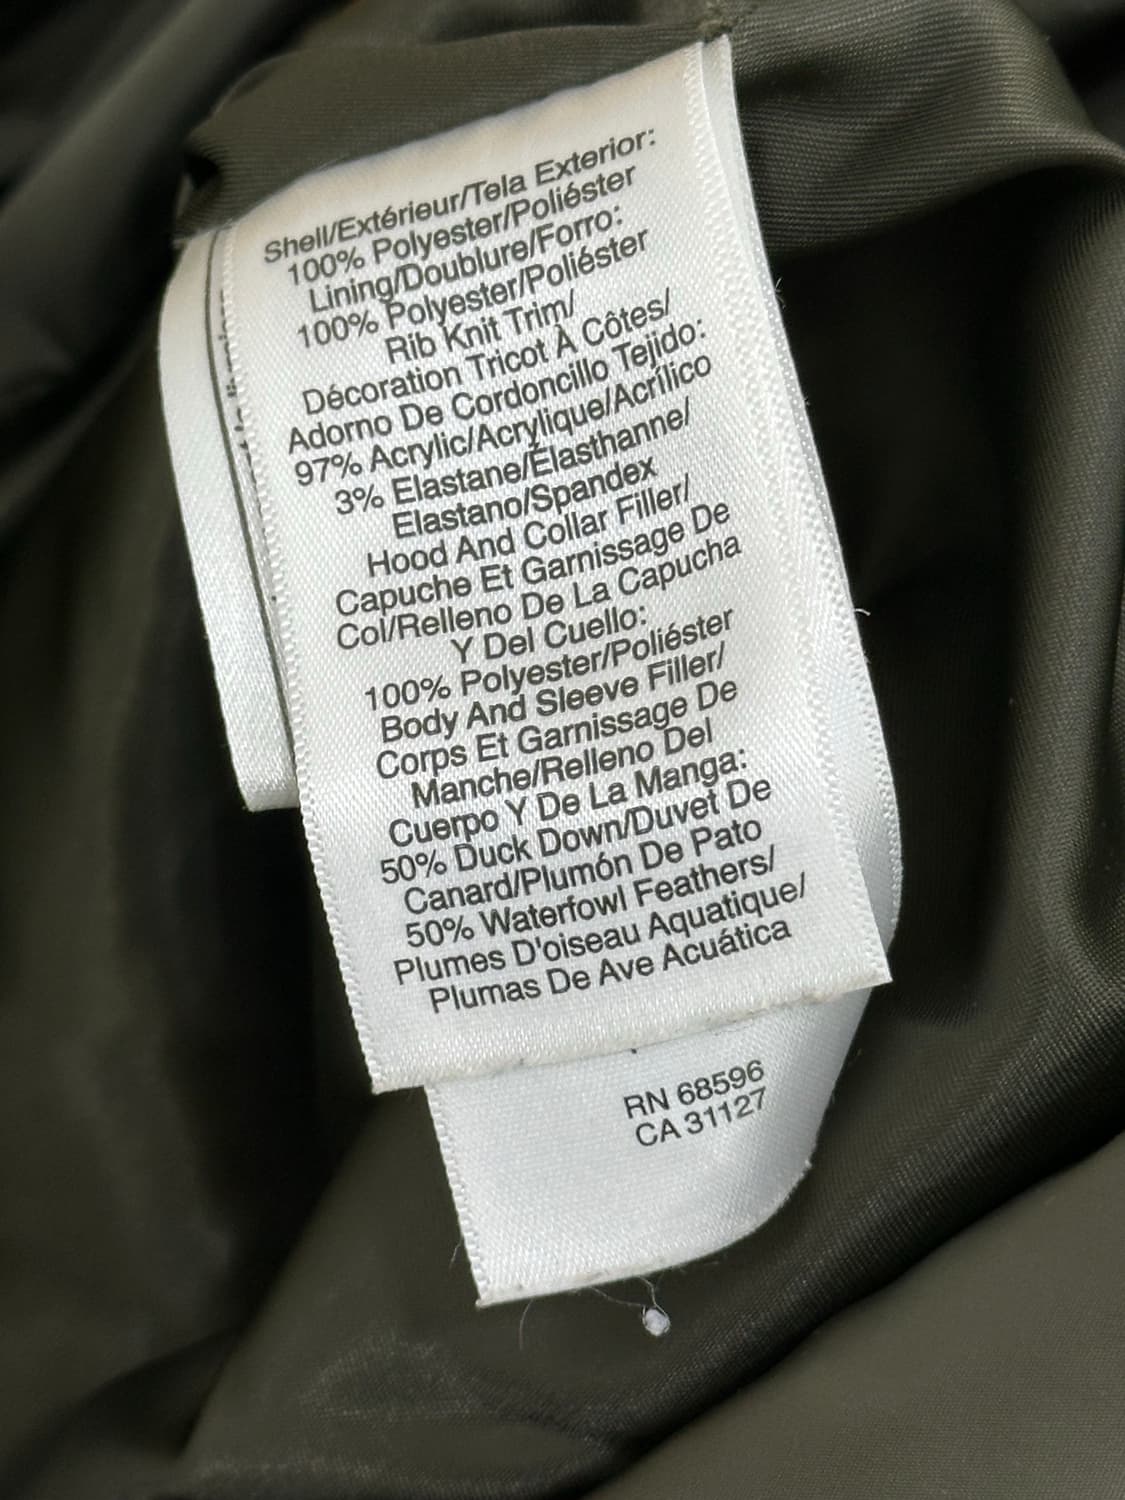 Shell/Extérieur/Tela Exterior:
100% Polyester/Poliéster
Lining/Doublure/Forro:
100% Polyester/Poliéster
Rib Knit Trim/
Décoration Tricot À Côtes/
Adorno De Cordoncillo Tejido:
97% Acrylic/Acrylique/Acrílico
3% Elastane/Élasthanne/
Elastano/Spandex
Hood And Collar Filler/
Capuche Et Garnissage De
Col/Relleno De La Capucha
Y Del Cuello:
100% Polyester/Poliéster
Body And Sleeve Filler/
Corps Et Garnissage De
Manche/Relleno Del
Cuerpo Y De La Manga:
50% Duck Down/Duvet De
Canard/Plumón De Pato
50% Waterfowl Feathers/
Plumes D'oiseau Aquatique/
Plumas De Ave Acuática
RN 68596
CA 31127